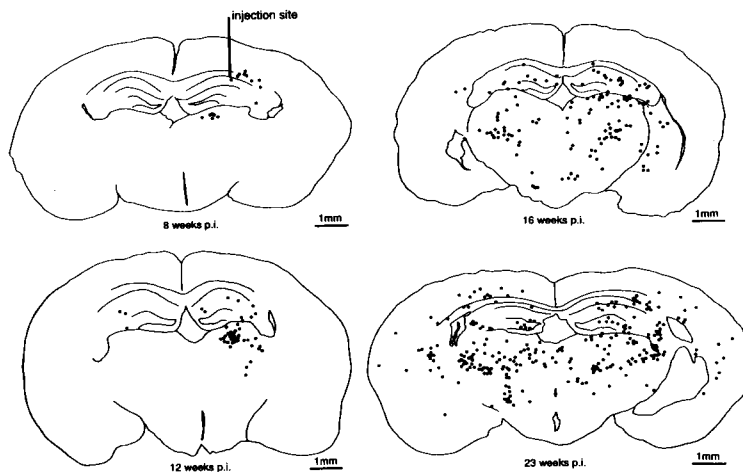 injection site
8 weeks p.i.
1mm
16 weeks p.i.
1mm
12 weeks p.i.
1mm
23 weeks p.i.
1mm